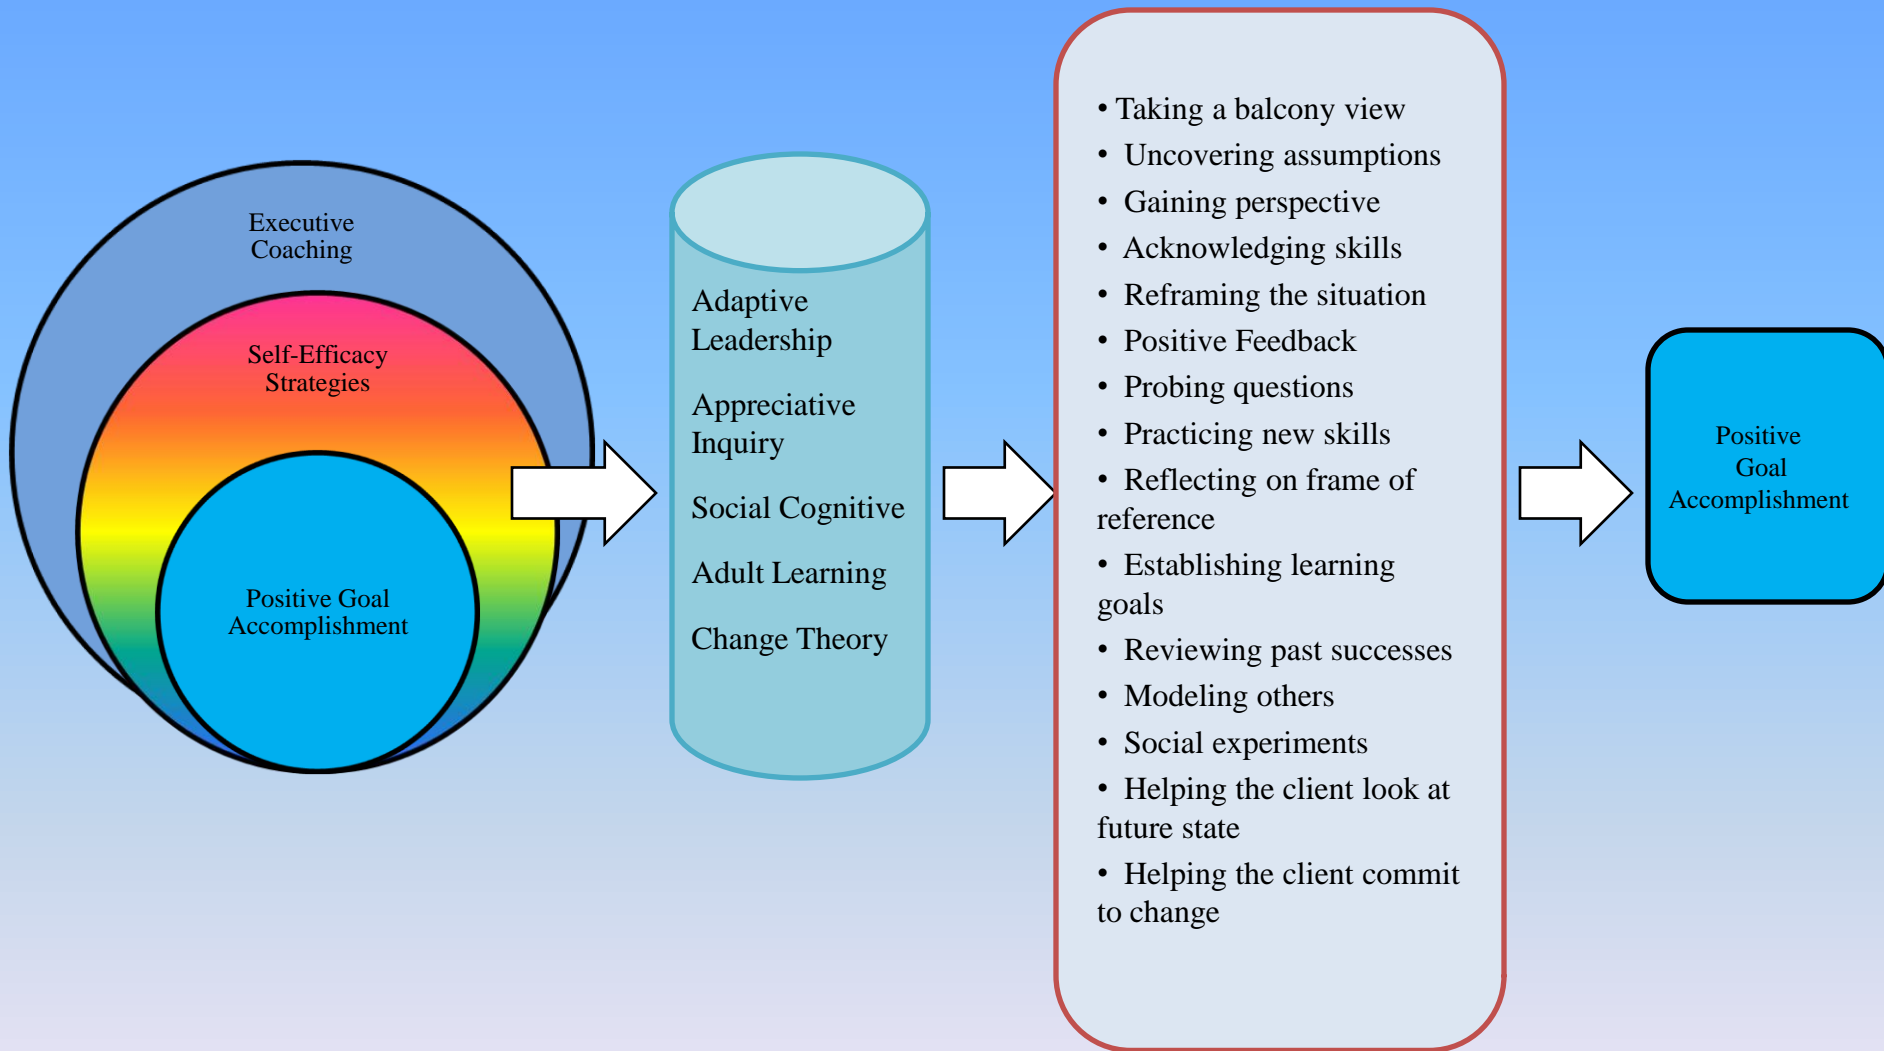 Executive
Coaching
Self-Efficacy
Strategies
Positive Goal
Accomplishment
Adaptive
Leadership
Appreciative
Inquiry
Social Cognitive
Adult Learning
Change Theory
• Taking a balcony view
• Uncovering assumptions
• Gaining perspective
• Acknowledging skills
• Reframing the situation
• Positive Feedback
• Probing questions
• Practicing new skills
• Reflecting on frame of
reference
• Establishing learning
goals
• Reviewing past successes
• Modeling others
• Social experiments
• Helping the client look at
future state
• Helping the client commit
to change
Positive
Goal
Accomplishment